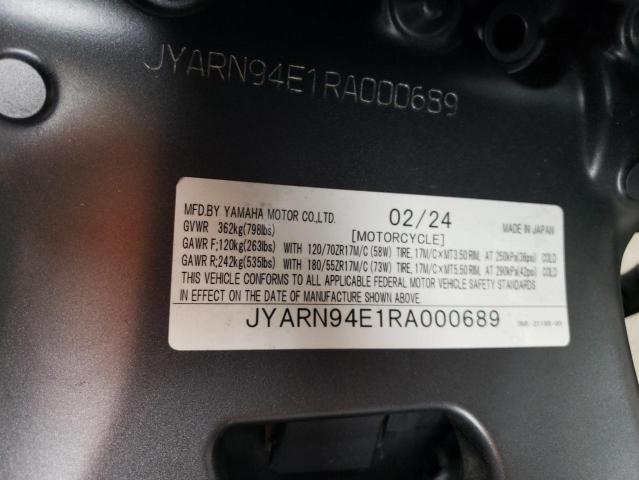 JYARN94E1RA000689
MFD.BY YAMAHA MOTOR CO.,LTD. 02/24 MADE IN JAPAN
GVWR 362kg(798lbs) [MOTORCYCLE]
GAWR F;120kg(263lbs) WITH 120/70ZR17M/C (58W) TIRE, 17M/C×MT3.50 RIM, AT 250kPa(36psi) COLD
GAWR R;242kg(535lbs) WITH 180/55ZR17M/C (73W) TIRE, 17M/C×MT5.50 RIM, AT 290kPa(42psi) COLD
THIS VEHICLE CONFORMS TO ALL APPLICABLE FEDERAL MOTOR VEHICLE SAFETY STANDARDS
IN EFFECT ON THE DATE OF MANUFACTURE SHOWN ABOVE.
JYARN94E1RA000689